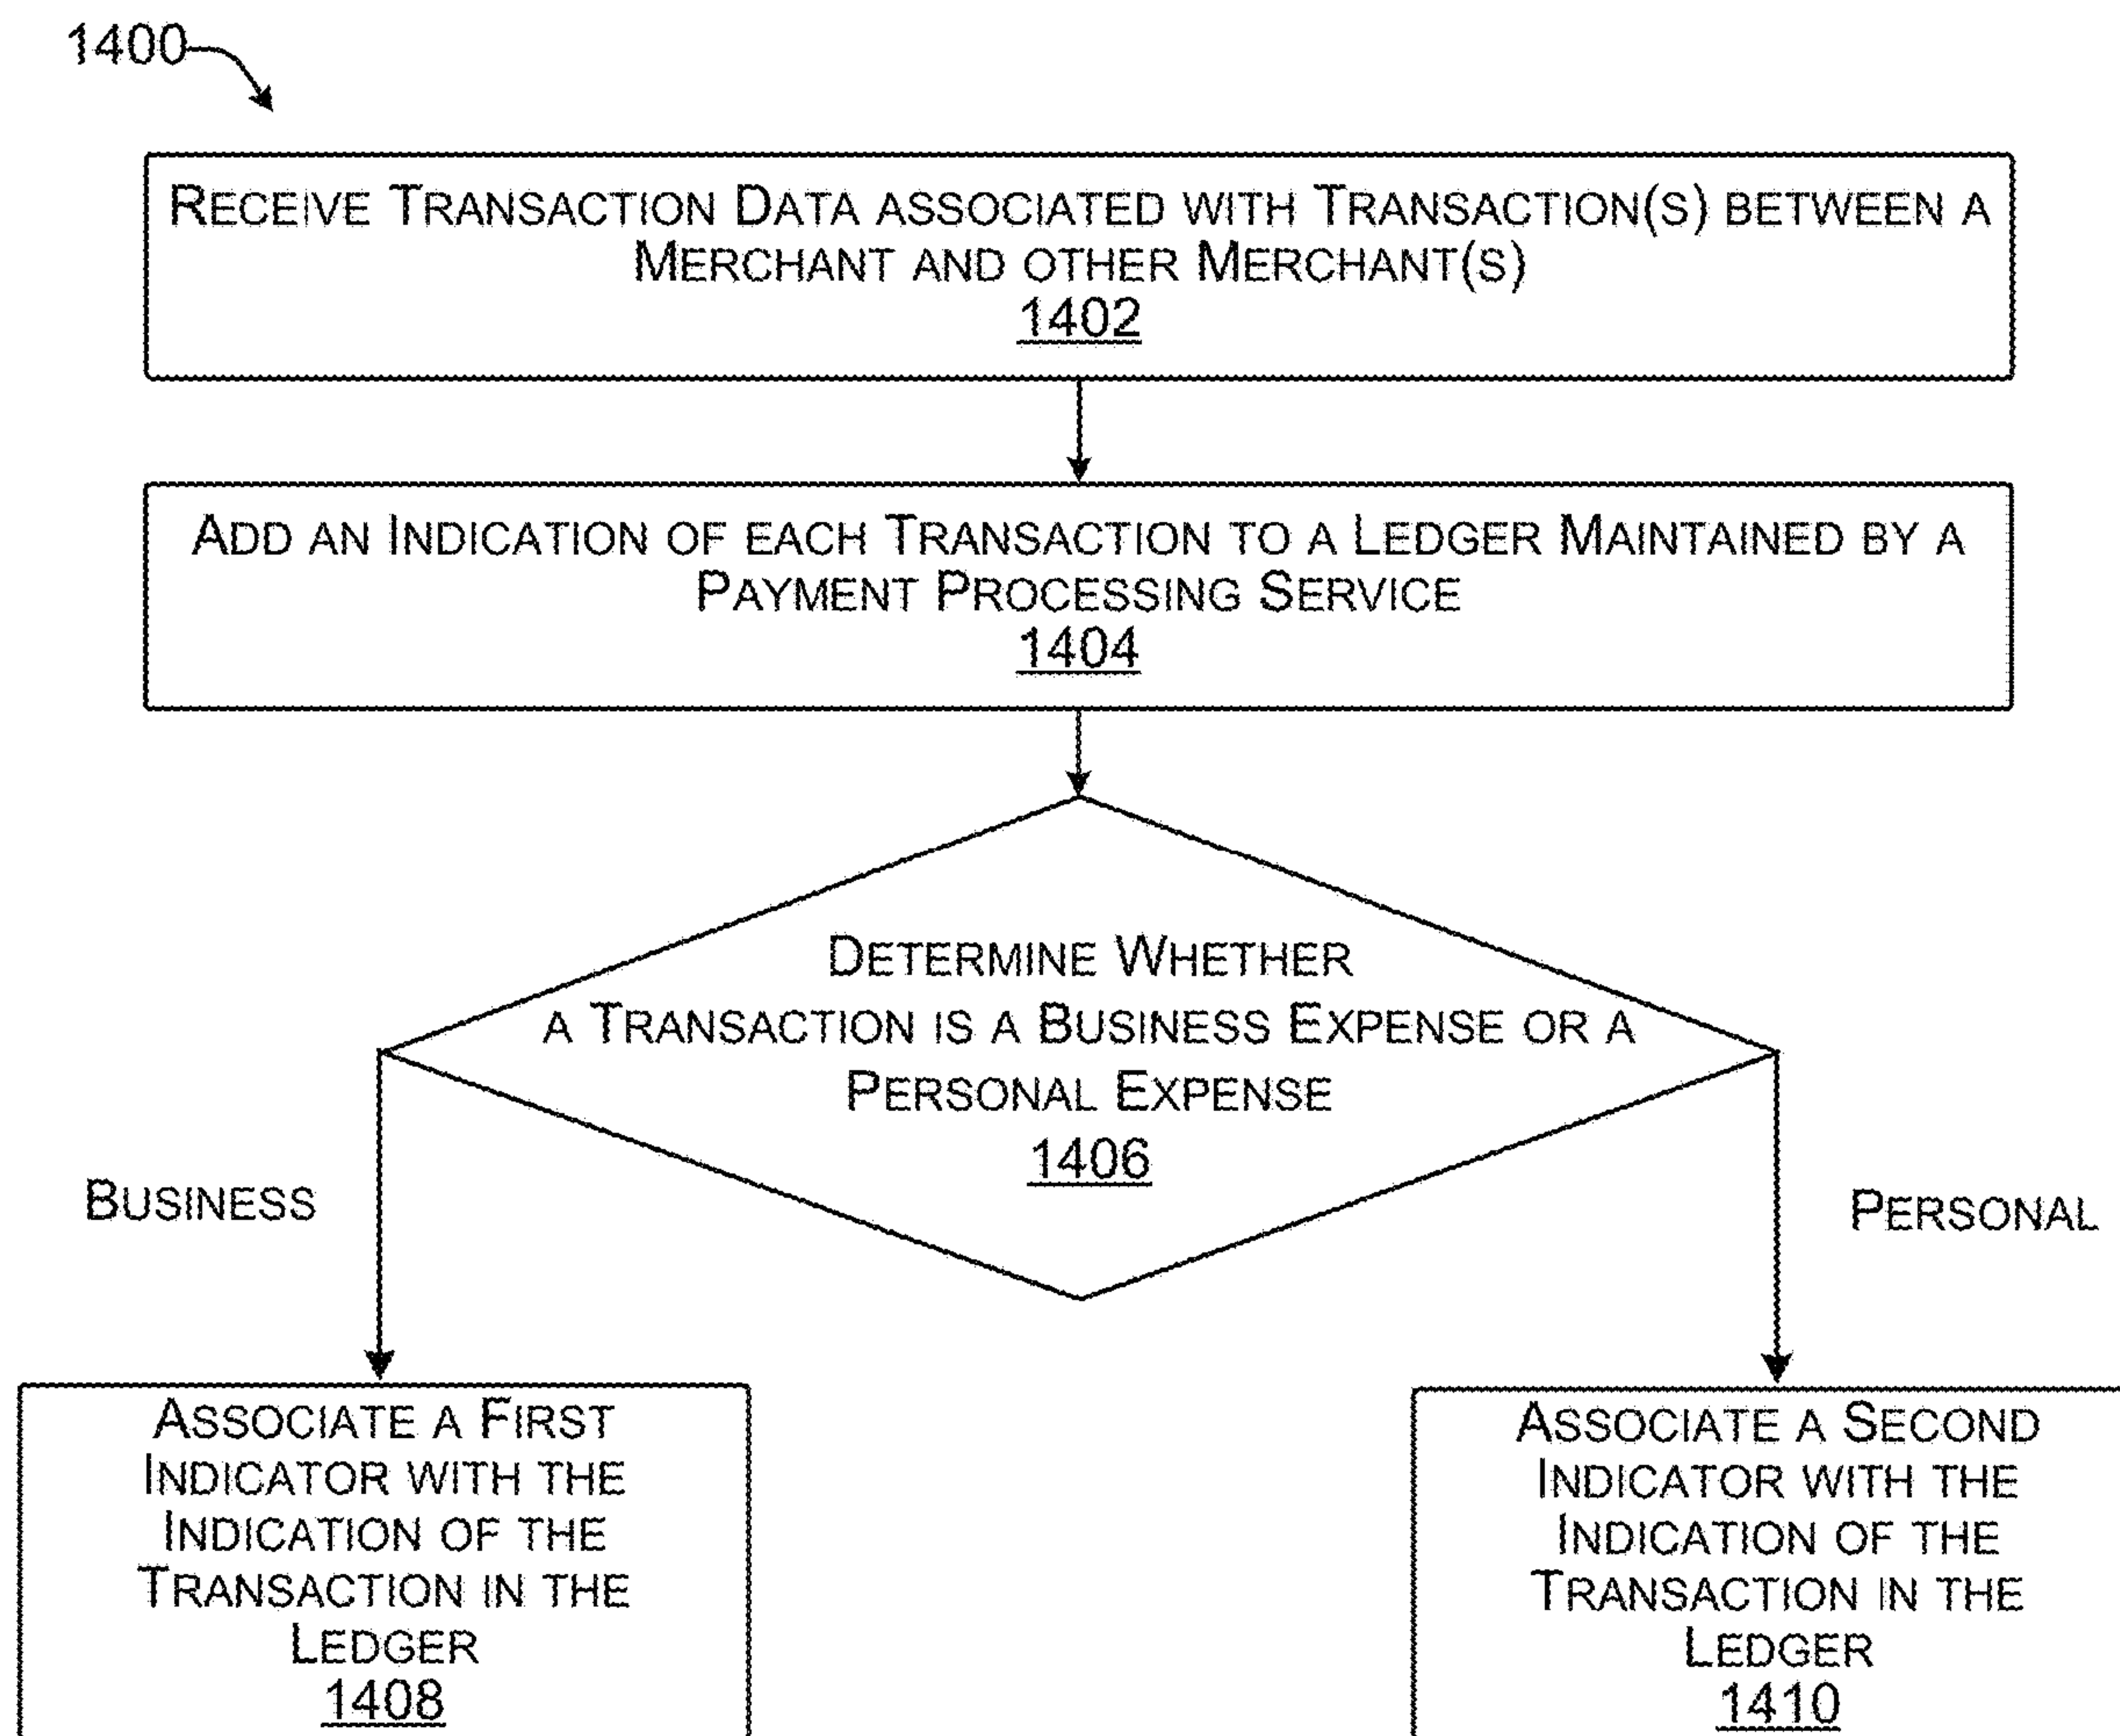 1400
RECEIVE TRANSACTION DATA ASSOCIATED WITH TRANSACTION(S) BETWEEN A
MERCHANT AND OTHER MERCHANT(S)
1402
ADD AN INDICATION OF EACH TRANSACTION TO A LEDGER MAINTAINED BY A
PAYMENT PROCESSING SERVICE
1404
DETERMINE WHETHER
A TRANSACTION IS A BUSINESS EXPENSE OR A
PERSONAL EXPENSE
1406
BUSINESS
PERSONAL
ASSOCIATE A FIRST
INDICATOR WITH THE
INDICATION OF THE
TRANSACTION IN THE
LEDGER
1408
ASSOCIATE A SECOND
INDICATOR WITH THE
INDICATION OF THE
TRANSACTION IN THE
LEDGER
1410